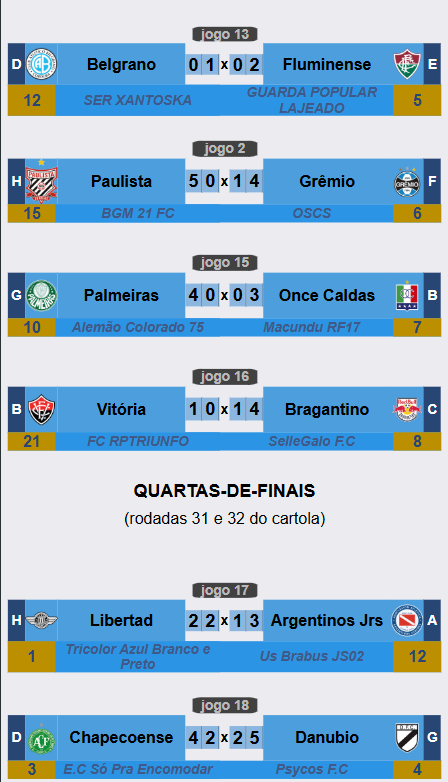 jogo 13
D Belgrano 0 1 x 0 2 Fluminense E
12 SER XANTOSKA GUARDA POPULAR LAJEADO 5
jogo 2
H PAULISTA Paulista 5 0 x 1 4 Grêmio GRÊMIO F
15 BGM 21 FC OSCS 6
jogo 15
G PALMEIRAS Palmeiras 4 0 x 0 3 Once Caldas B
10 Alemão Colorado 75 Macundu RF17 7
jogo 16
B Vitória 1 0 x 1 4 Bragantino Red Bull C
21 FC RPTRIUNFO SelleGalo F.C 8
QUARTAS-DE-FINAIS
(rodadas 31 e 32 do cartola)
jogo 17
H Libertad 2 2 x 1 3 Argentinos Jrs A
1 Tricolor Azul Branco e Preto Us Brabus JS02 12
jogo 18
D Chapecoense 4 2 x 2 5 Danubio G
3 E.C Só Pra Encomodar Psycos F.C 4